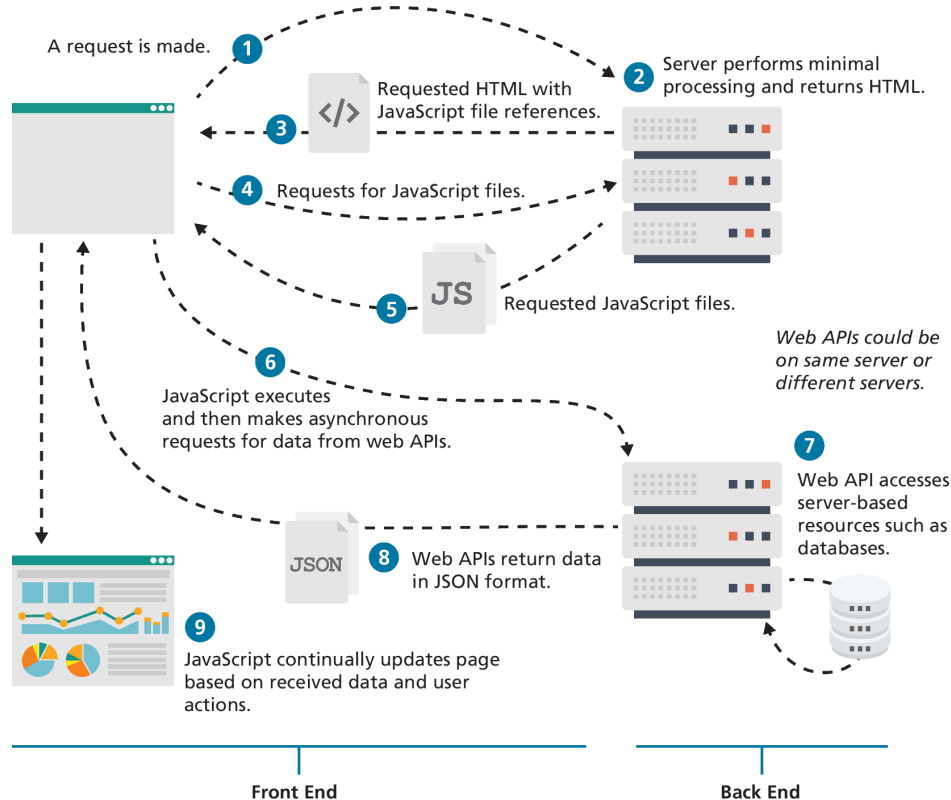 A request is made.
1
2
Server performs minimal
processing and returns HTML.
</>
Requested HTML with
JavaScript file references.
3
4
Requests for JavaScript files.
5
JS
Requested JavaScript files.
Web APIs could be
on same server or
different servers.
6
JavaScript executes
and then makes asynchronous
requests for data from web APIs.
7
Web API accesses
server-based
resources such as
databases.
JSON
8
Web APIs return data
in JSON format.
9
JavaScript continually updates page
based on received data and user
actions.
Front End
Back End